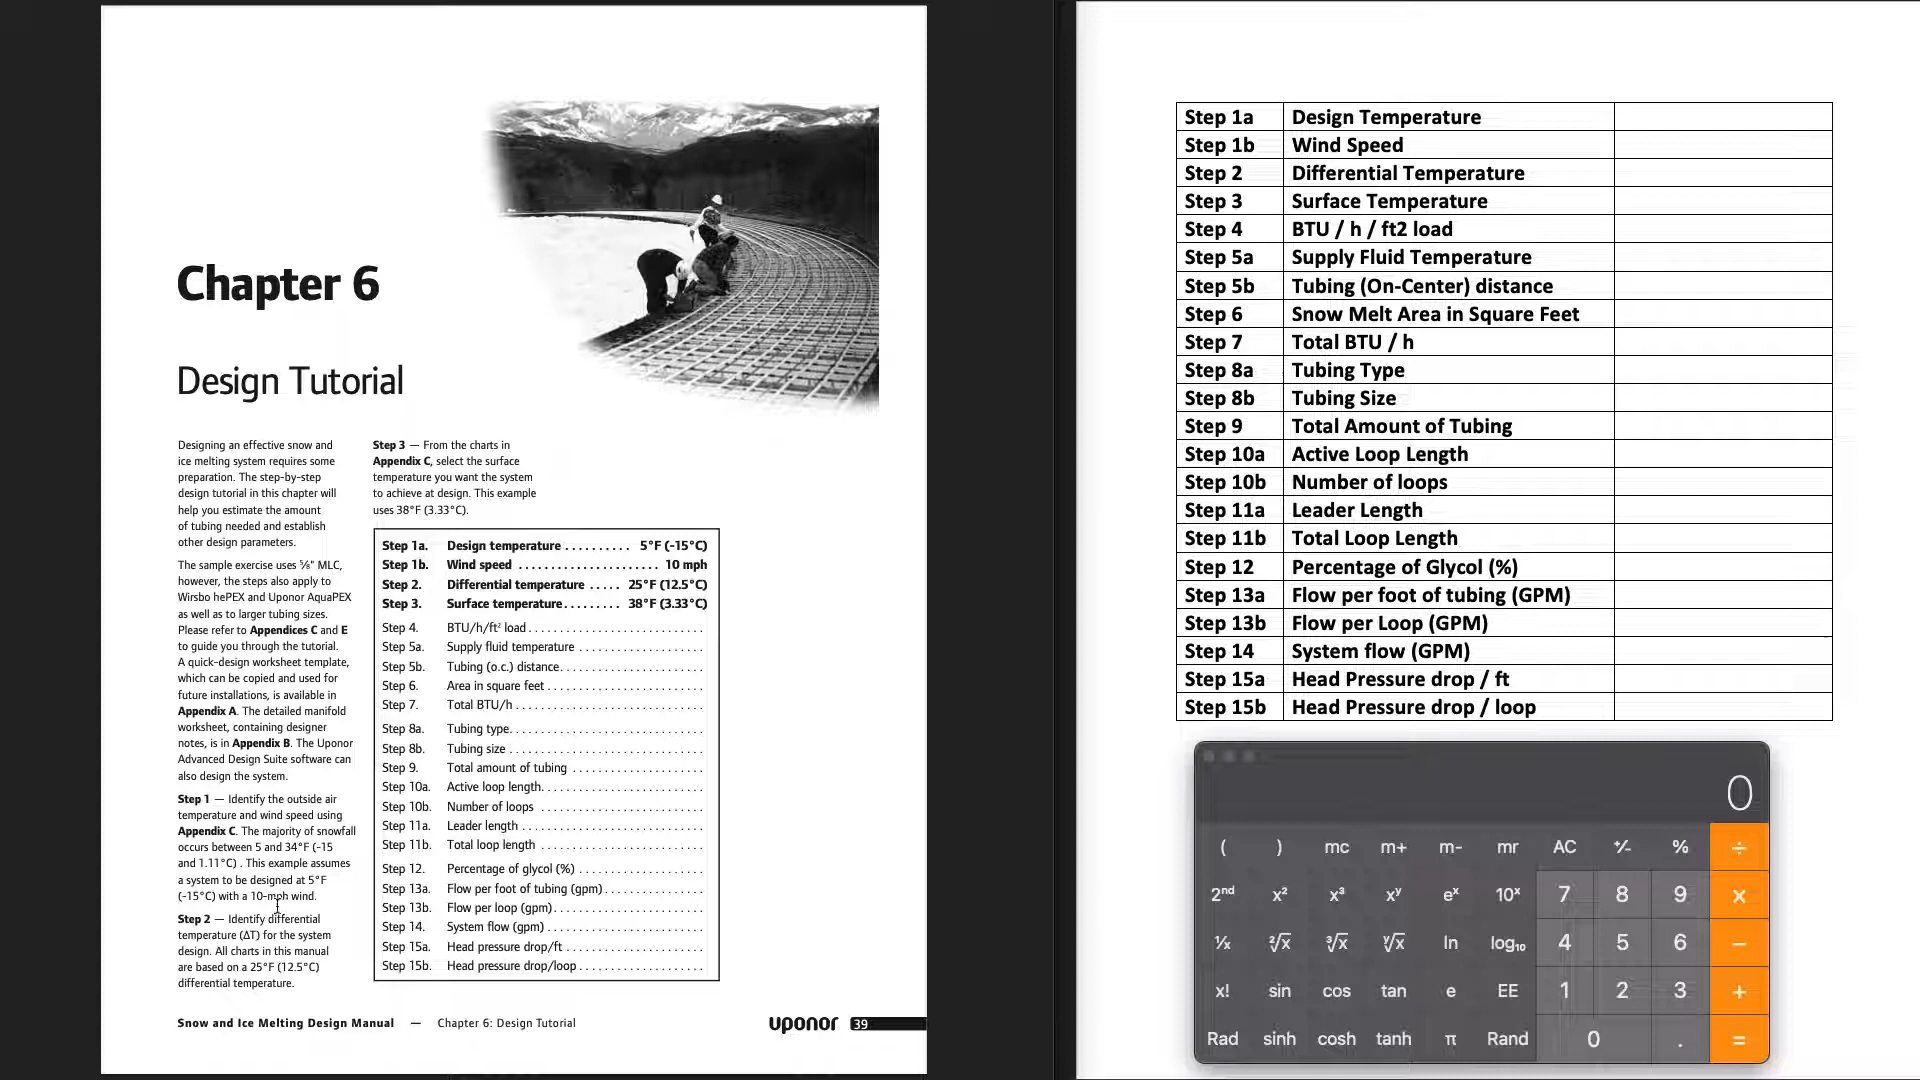 Chapter 6
Design Tutorial
Designing an effective snow and
ice melting system requires some
preparation. The step-by-step
design tutorial in this chapter will
help you estimate the amount
of tubing needed and establish
other design parameters.
The sample exercise uses ⅝" MLC,
however, the steps also apply to
Wirsbo hePEX and Uponor AquaPEX
as well as to larger tubing sizes.
Please refer to Appendices C and E
to guide you through the tutorial.
A quick-design worksheet template,
which can be copied and used for
future installations, is available in
Appendix A. The detailed manifold
worksheet, containing designer
notes, is in Appendix B. The Uponor
Advanced Design Suite software can
also design the system.
Step 1 — Identify the outside air
temperature and wind speed using
Appendix C. The majority of snowfall
occurs between 5 and 34°F (-15
and 1.11°C) . This example assumes
a system to be designed at 5°F
(-15°C) with a 10-mph wind.
Step 2 — Identify differential
temperature (ΔT) for the system
design. All charts in this manual
are based on a 25°F (12.5°C)
differential temperature.
Step 3 — From the charts in
Appendix C, select the surface
temperature you want the system
to achieve at design. This example
uses 38°F (3.33°C).
Step 1a. Design temperature . . . . . . . . . . 5°F (-15°C)
Step 1b. Wind speed . . . . . . . . . . . . . . . . . . . . . . 10 mph
Step 2. Differential temperature . . . . . 25°F (12.5°C)
Step 3. Surface temperature . . . . . . . . . 38°F (3.33°C)
Step 4. BTU/h/ft² load . . . . . . . . . . . . . . . . . . . . . . . . . . . .
Step 5a. Supply fluid temperature . . . . . . . . . . . . . . . . . . . .
Step 5b. Tubing (o.c.) distance . . . . . . . . . . . . . . . . . . . . . . .
Step 6. Area in square feet . . . . . . . . . . . . . . . . . . . . . . . . .
Step 7. Total BTU/h . . . . . . . . . . . . . . . . . . . . . . . . . . . . . .
Step 8a. Tubing type . . . . . . . . . . . . . . . . . . . . . . . . . . . . . . .
Step 8b. Tubing size . . . . . . . . . . . . . . . . . . . . . . . . . . . . . . .
Step 9. Total amount of tubing . . . . . . . . . . . . . . . . . . . . .
Step 10a. Active loop length . . . . . . . . . . . . . . . . . . . . . . . . . .
Step 10b. Number of loops . . . . . . . . . . . . . . . . . . . . . . . . . .
Step 11a. Leader length . . . . . . . . . . . . . . . . . . . . . . . . . . . . .
Step 11b. Total loop length . . . . . . . . . . . . . . . . . . . . . . . . . .
Step 12. Percentage of glycol (%) . . . . . . . . . . . . . . . . . . . .
Step 13a. Flow per foot of tubing (gpm) . . . . . . . . . . . . . . . .
Step 13b. Flow per loop (gpm) . . . . . . . . . . . . . . . . . . . . . . . .
Step 14. System flow (gpm) . . . . . . . . . . . . . . . . . . . . . . . . .
Step 15a. Head pressure drop/ft . . . . . . . . . . . . . . . . . . . . . .
Step 15b. Head pressure drop/loop . . . . . . . . . . . . . . . . . . . .
Snow and Ice Melting Design Manual — Chapter 6: Design Tutorial
uponor 39
Step 1a Design Temperature
Step 1b Wind Speed
Step 2 Differential Temperature
Step 3 Surface Temperature
Step 4 BTU / h / ft2 load
Step 5a Supply Fluid Temperature
Step 5b Tubing (On-Center) distance
Step 6 Snow Melt Area in Square Feet
Step 7 Total BTU / h
Step 8a Tubing Type
Step 8b Tubing Size
Step 9 Total Amount of Tubing
Step 10a Active Loop Length
Step 10b Number of loops
Step 11a Leader Length
Step 11b Total Loop Length
Step 12 Percentage of Glycol (%)
Step 13a Flow per foot of tubing (GPM)
Step 13b Flow per Loop (GPM)
Step 14 System flow (GPM)
Step 15a Head Pressure drop / ft
Step 15b Head Pressure drop / loop
0
( ) mc m+ m- mr AC ⁺∕₋ % ÷
2ⁿᵈ x² x³ xʸ eˣ 10ˣ 7 8 9 ×
¹∕ₓ ²√x ³√x ʸ√x ln log₁₀ 4 5 6 −
x! sin cos tan e EE 1 2 3 +
Rad sinh cosh tanh π Rand 0 . =